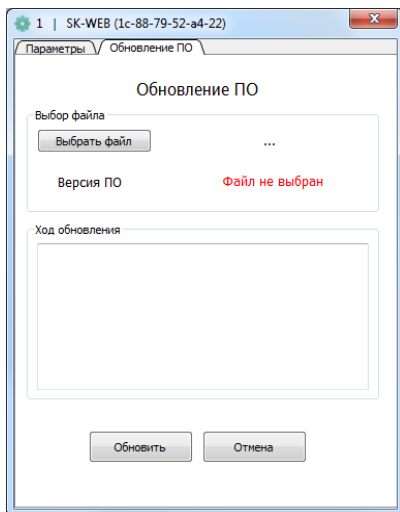 1 | SK-WEB (1c-88-79-52-a4-22)
Параметры Обновление ПО
Обновление ПО
Выбор файла
Выбрать файл ...
Версия ПО Файл не выбран
Ход обновления
Обновить Отмена